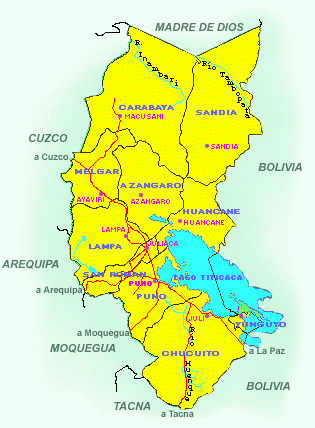 MADRE DE DIOS
R. Inambari
Rio Tambopata
CARABAYA
MACUSANI
SANDIA
CUZCO
SANDIA
a Cuzco
BOLIVIA
MELGAR
AZANGARO
AYAVIRI
AZANGARO
HUANCANE
HUANCANE
LAMPA
LAMPA
JULIACA
AREQUIPA
SAN ROMAN
LAGO TITICACA
PUNO
a Arequipa
PUNO
JULI
YUNGUYO
a Moquegua
MOQUEGUA
CHUCUITO
a La Paz
Rio Huenque
BOLIVIA
TACNA
a Tacna